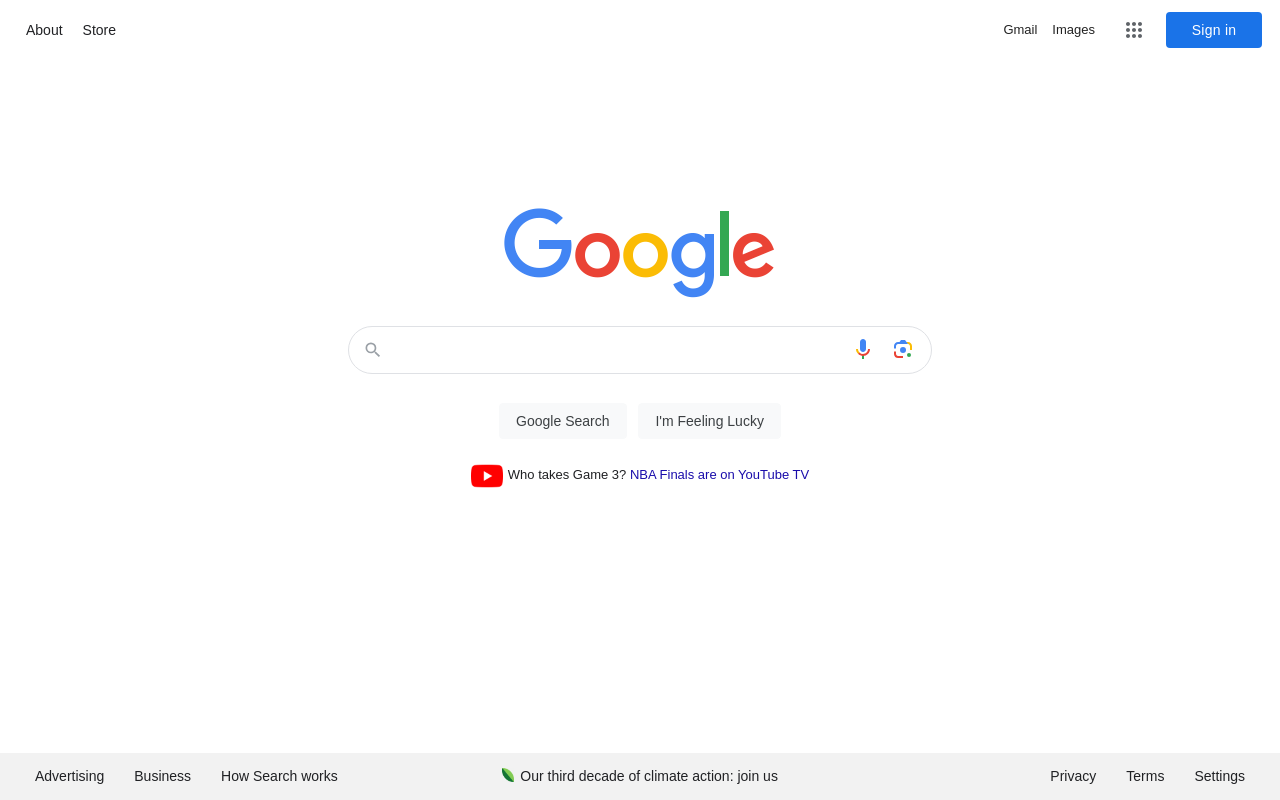 About Store Gmail Images Sign in
Google
Google Search I'm Feeling Lucky
Who takes Game 3? NBA Finals are on YouTube TV
Advertising Business How Search works Our third decade of climate action: join us Privacy Terms Settings